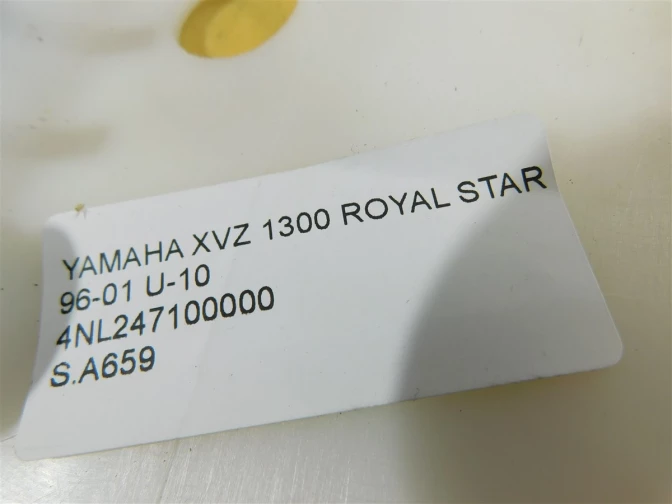 YAMAHA XVZ 1300 ROYAL STAR
96-01 U-10
4NL247100000
S.A659